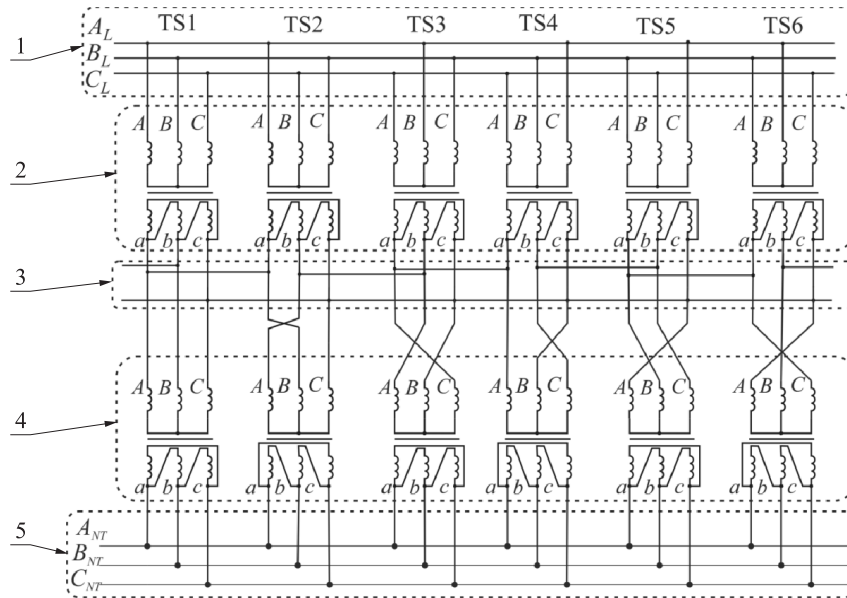 TS1 TS2 TS3 TS4 TS5 TS6
1
A_L
B_L
C_L
2
A B C A B C A B C A B C A B C A B C
a b c a b c a b c a b c a b c a b c
3
4
A B C A B C A B C A B C A B C A B C
a b c a b c a b c a b c a b c a b c
5
A_NT
B_NT
C_NT